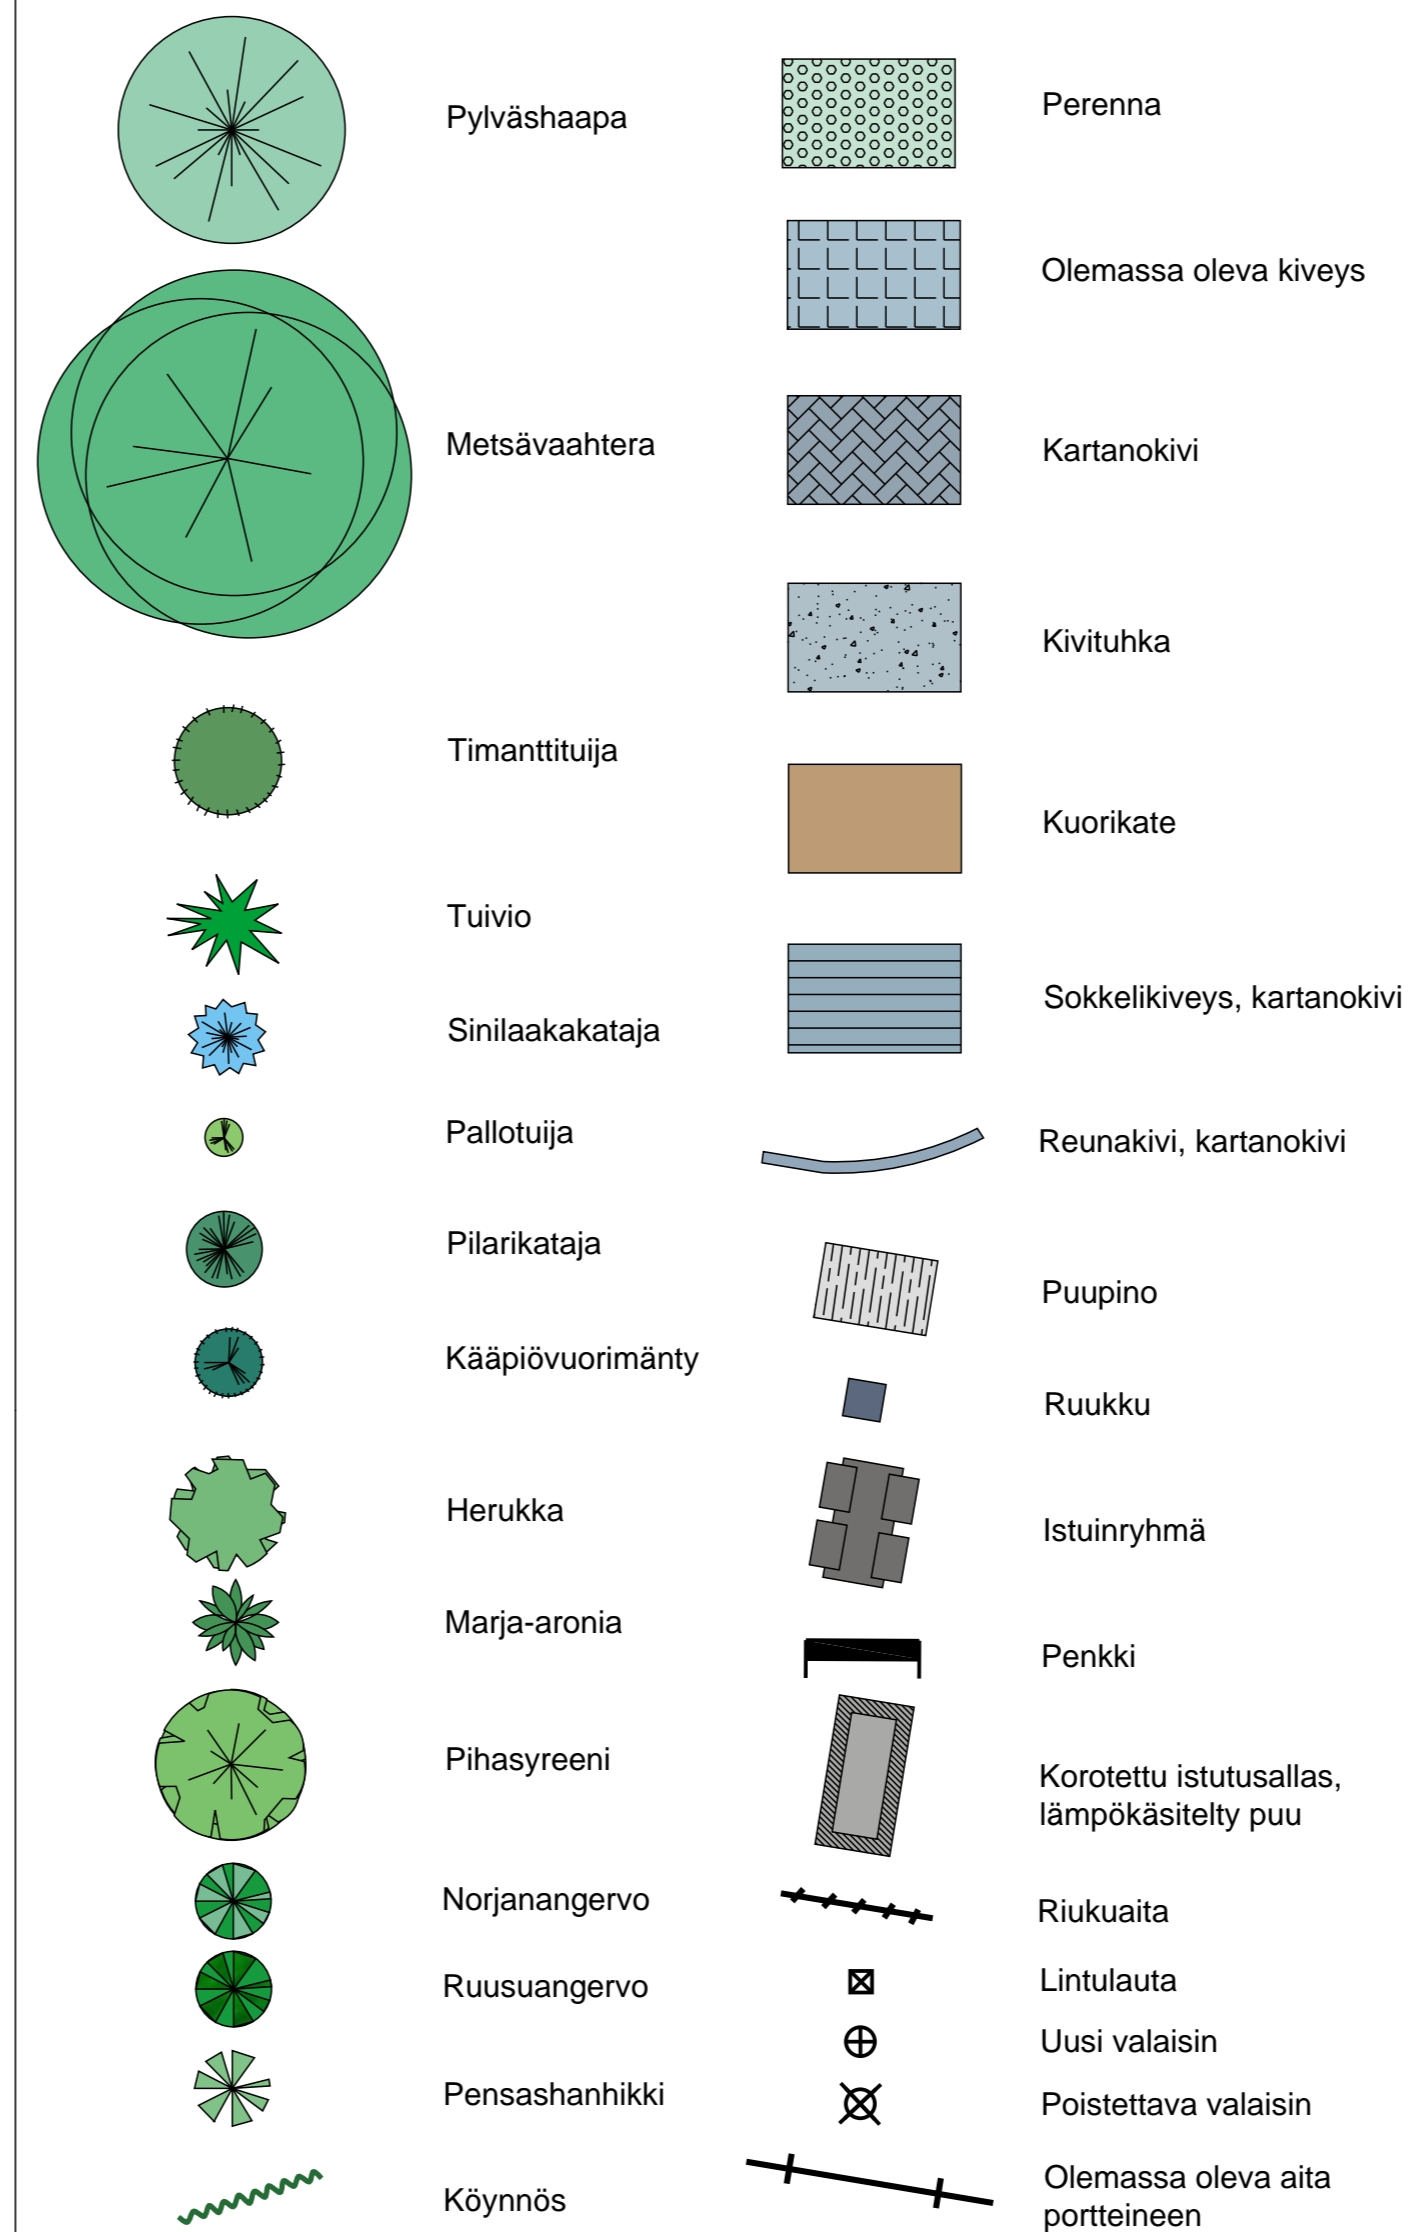 Pylväshaapa
Metsävaahtera
Timanttituija
Tuivio
Sinilaakakataja
Pallotuija
Pilarikataja
Kääpiövuorimänty
Herukka
Marja-aronia
Pihasyreeni
Norjanangervo
Ruusuangervo
Pensashanhikki
Köynnös
Perenna
Olemassa oleva kiveys
Kartanokivi
Kivituhka
Kuorikate
Sokkelikiveys, kartanokivi
Reunakivi, kartanokivi
Puupino
Ruukku
Istuinryhmä
Penkki
Korotettu istutusallas,
lämpökäsitelty puu
Riukuaita
Lintulauta
Uusi valaisin
Poistettava valaisin
Olemassa oleva aita
portteineen